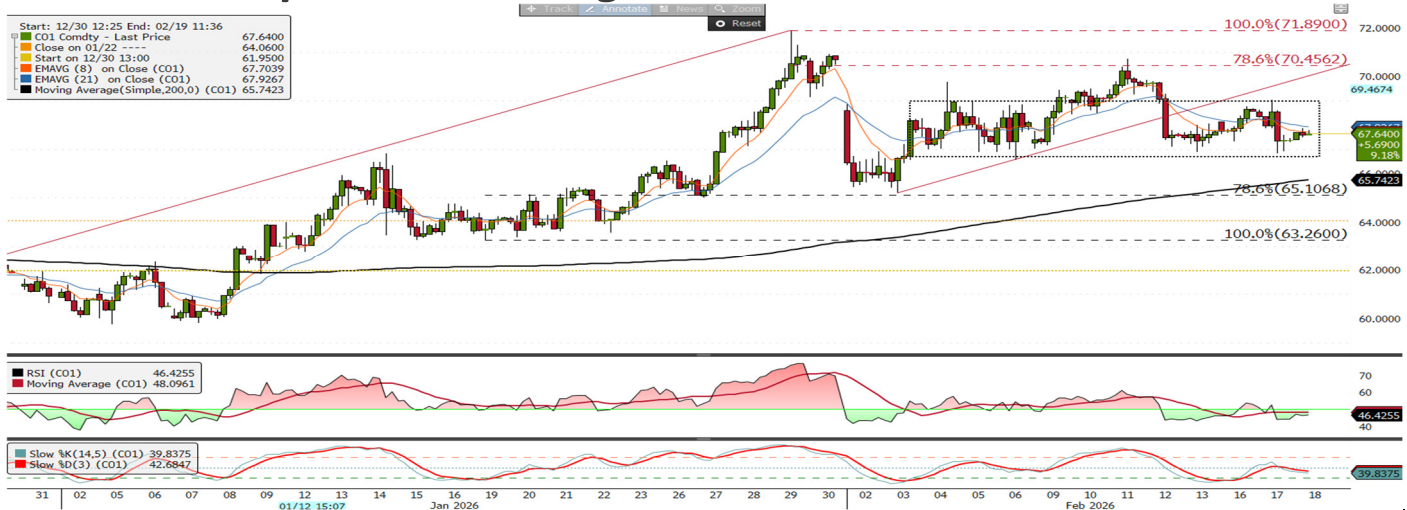 Track Annotate News Zoom
Reset
Start: 12/30 12:25 End: 02/19 11:36
CO1 Comdty - Last Price 67.6400
Close on 01/22 ---- 64.0600
Start on 12/30 13:00 61.9500
EMAVG (8) on Close (CO1) 67.7039
EMAVG (21) on Close (CO1) 67.9267
Moving Average(Simple,200,0) (CO1) 65.7423
100.0%(71.8900)
78.6%(70.4562)
78.6%(65.1068)
100.0%(63.2600)
72.0000
70.0000
69.4674
67.6400
+5.6900
9.18%
65.7423
64.0000
62.0000
60.0000
RSI (CO1) 46.4255
Moving Average (CO1) 48.0961
70
60
46.4255
40
Slow %K(14,5) (CO1) 39.8375
Slow %D(3) (CO1) 42.6847
39.8375
31 02 05 06 07 08 09 12 13 14 15 16 19 20 21 22 23 26 27 28 29 30 02 03 04 05 06 09 10 11 12 13 16 17 18
01/12 15:07 Jan 2026 Feb 2026